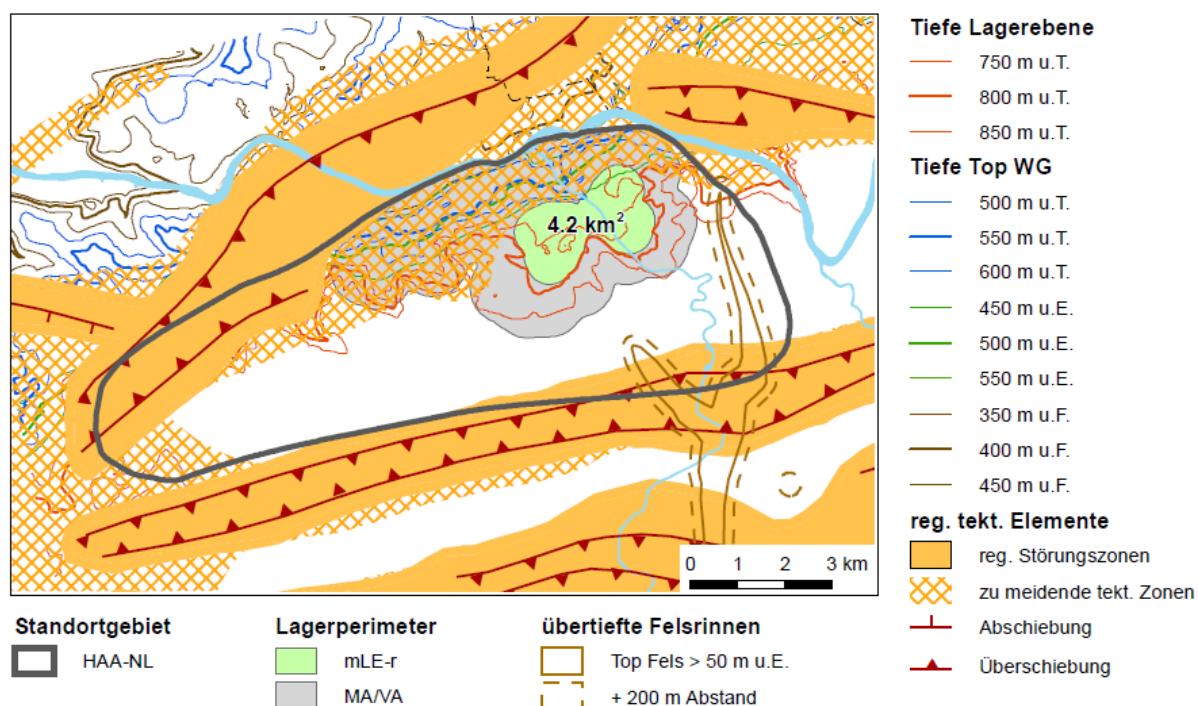 4.2 km²
0 1 2 3 km
Tiefe Lagerebene
750 m u.T.
800 m u.T.
850 m u.T.
Tiefe Top WG
500 m u.T.
550 m u.T.
600 m u.T.
450 m u.E.
500 m u.E.
550 m u.E.
350 m u.F.
400 m u.F.
450 m u.F.
reg. tekt. Elemente
reg. Störungszonen
zu meidende tekt. Zonen
Abschiebung
Überschiebung
Standortgebiet
HAA-NL
Lagerperimeter
mLE-r
MA/VA
übertiefte Felsrinnen
Top Fels > 50 m u.E.
+ 200 m Abstand